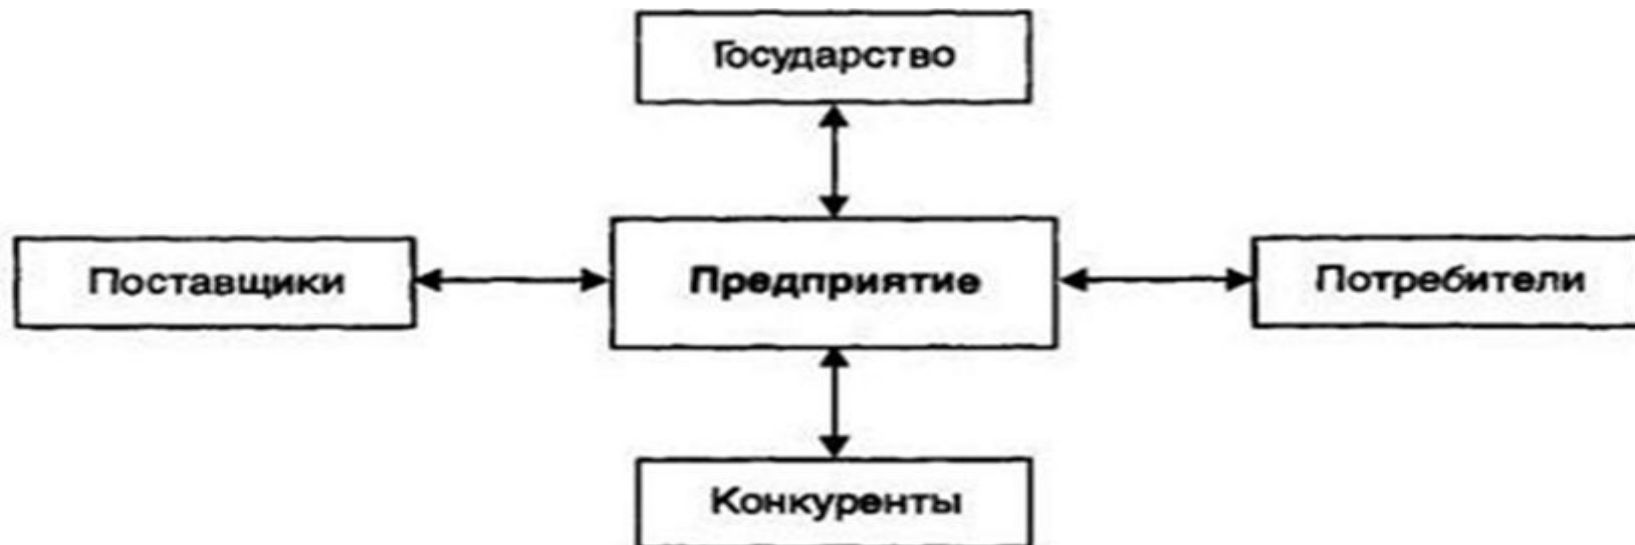 Государство
Поставщики
Предприятие
Потребители
Конкуренты